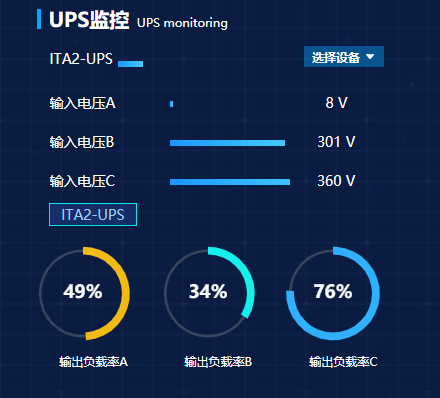 UPS监控 UPS monitoring
ITA2-UPS 选择设备
输入电压A 8 V
输入电压B 301 V
输入电压C 360 V
ITA2-UPS
49% 34% 76%
输出负载率A 输出负载率B 输出负载率C